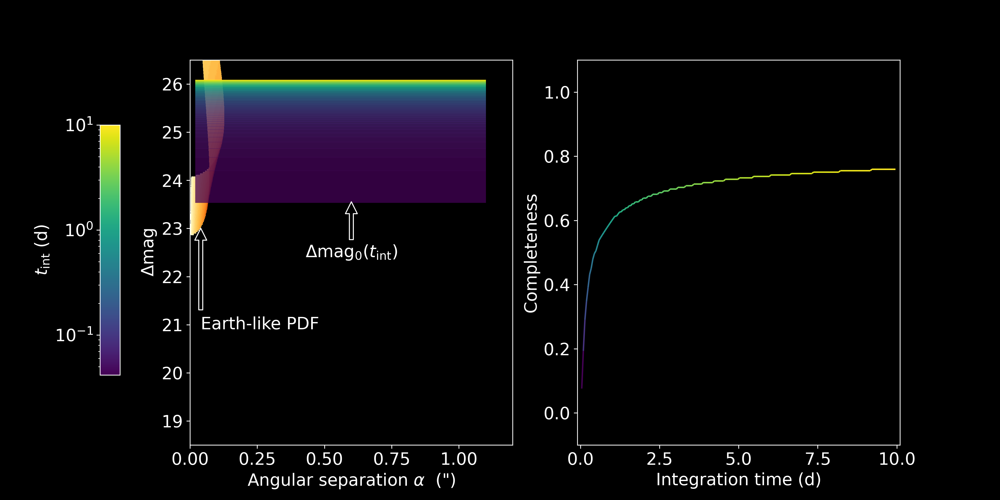 t_int (d)
10^1
10^0
10^−1
Δmag
26
25
24
23
22
21
20
19
Δmag₀(t_int)
Earth-like PDF
0.00 0.25 0.50 0.75 1.00
Angular separation α (")
Completeness
1.0
0.8
0.6
0.4
0.2
0.0
0.0 2.5 5.0 7.5 10.0
Integration time (d)